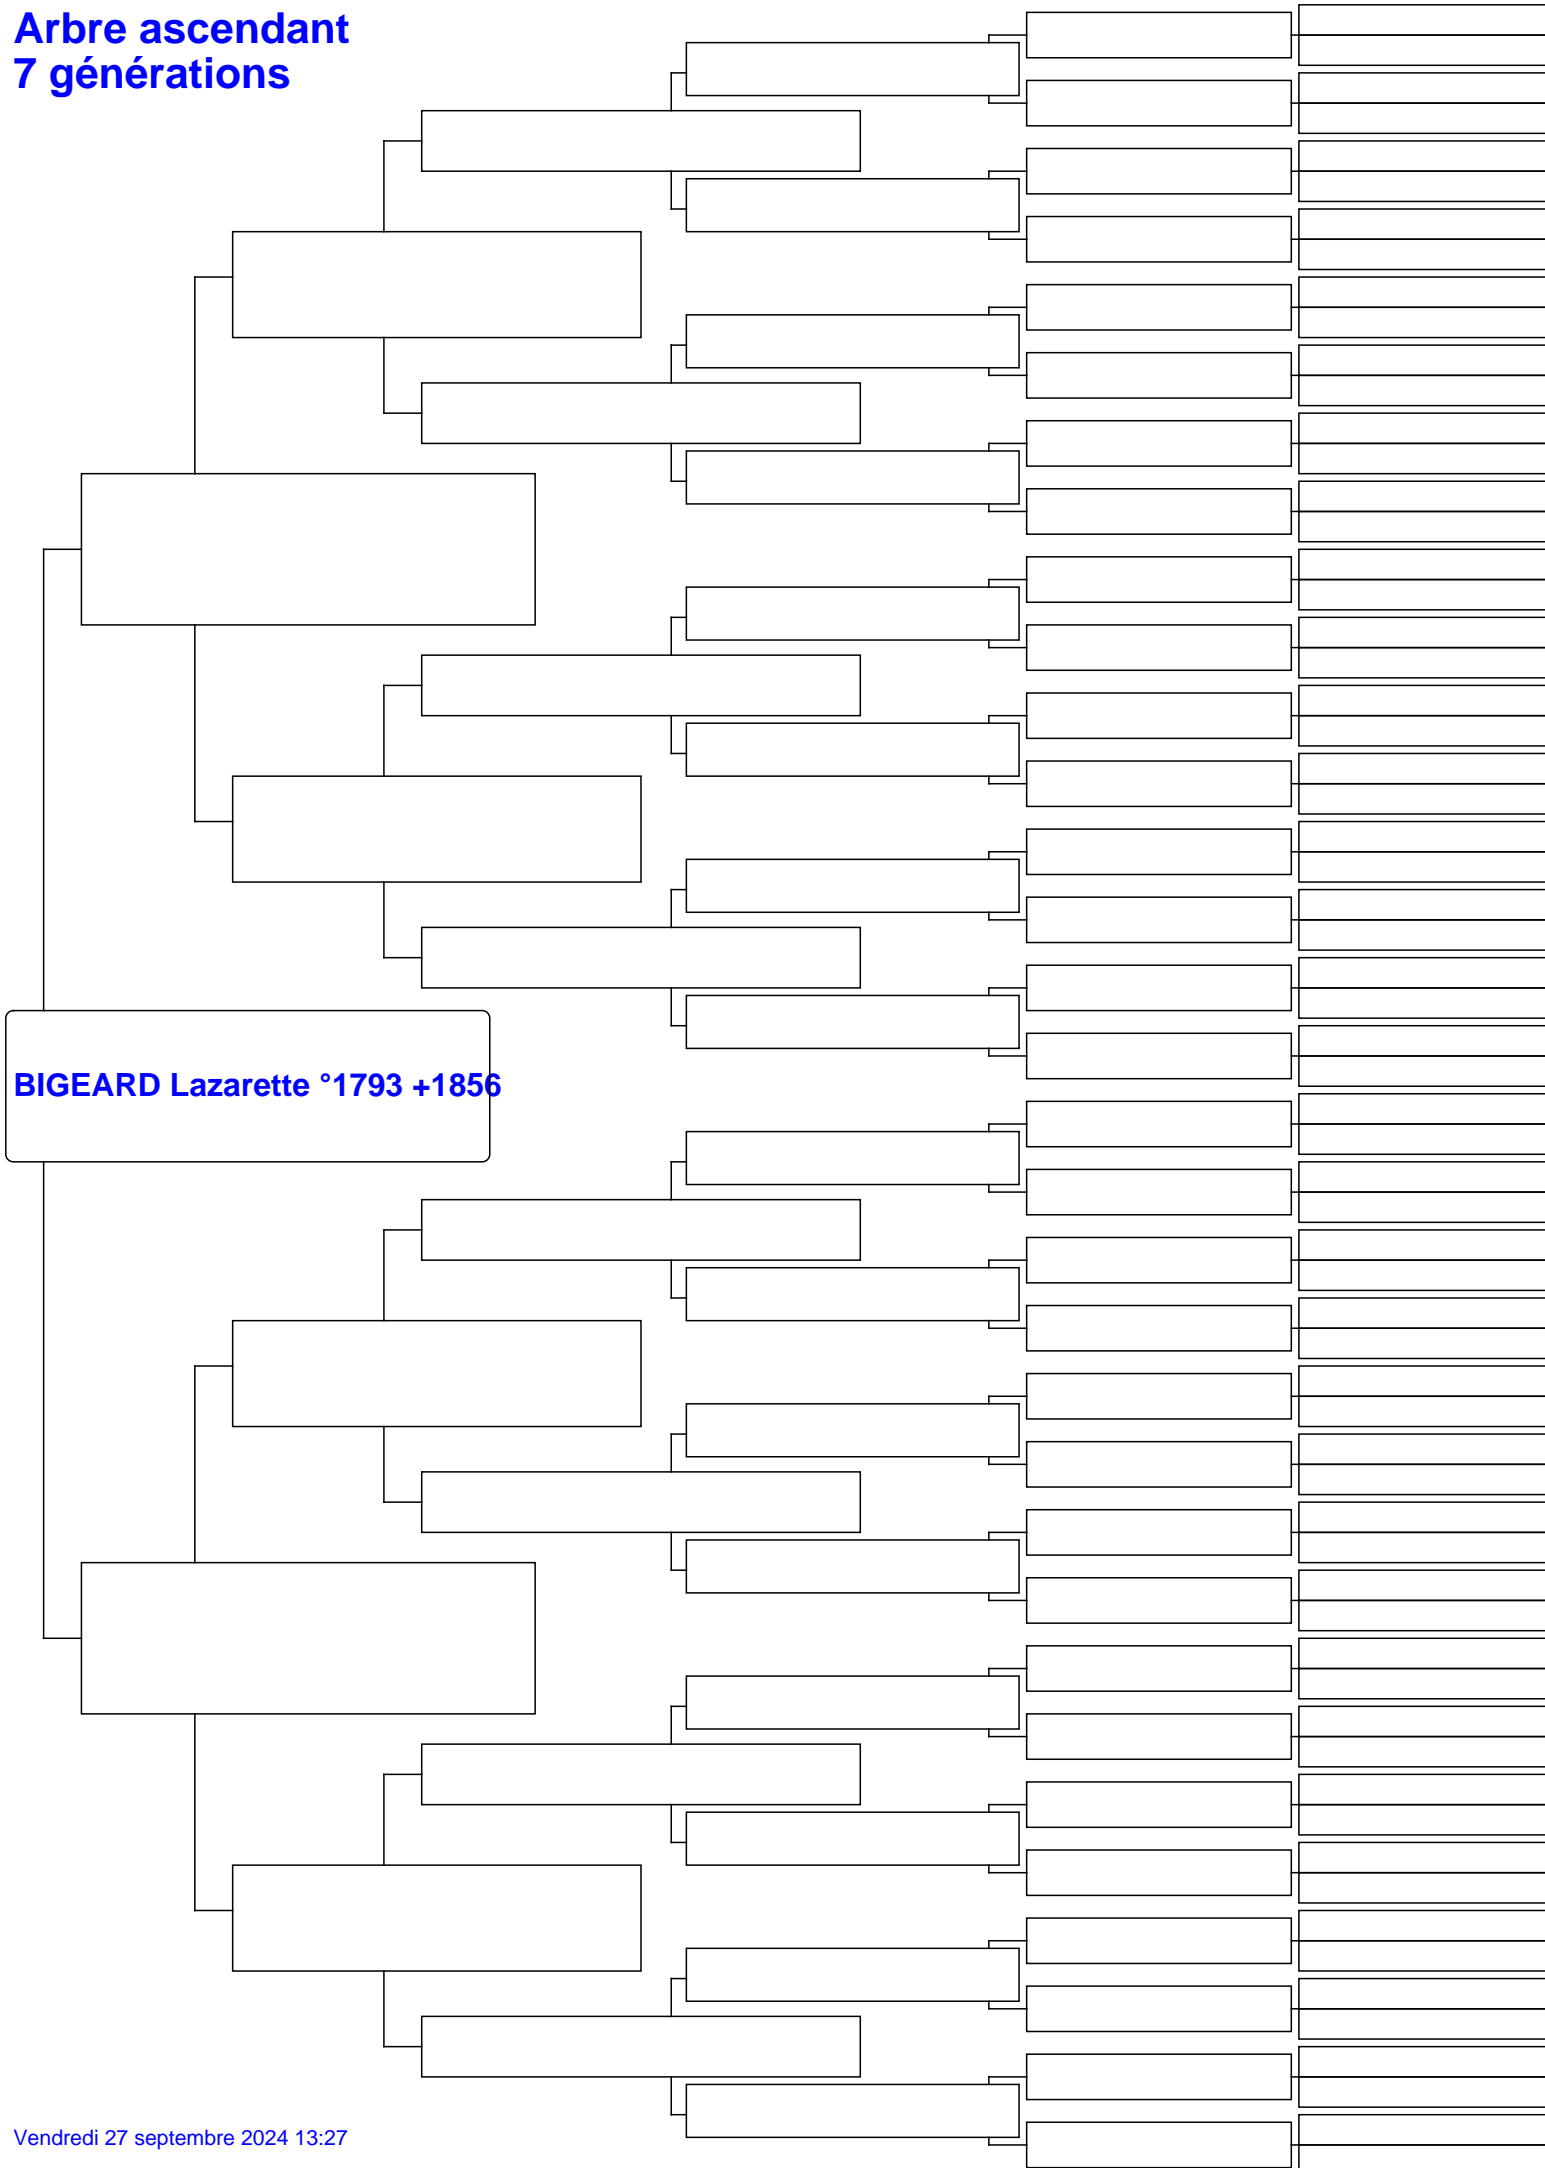 Arbre ascendant
7 générations
BIGEARD Lazarette °1793 +1856
Vendredi 27 septembre 2024 13:27